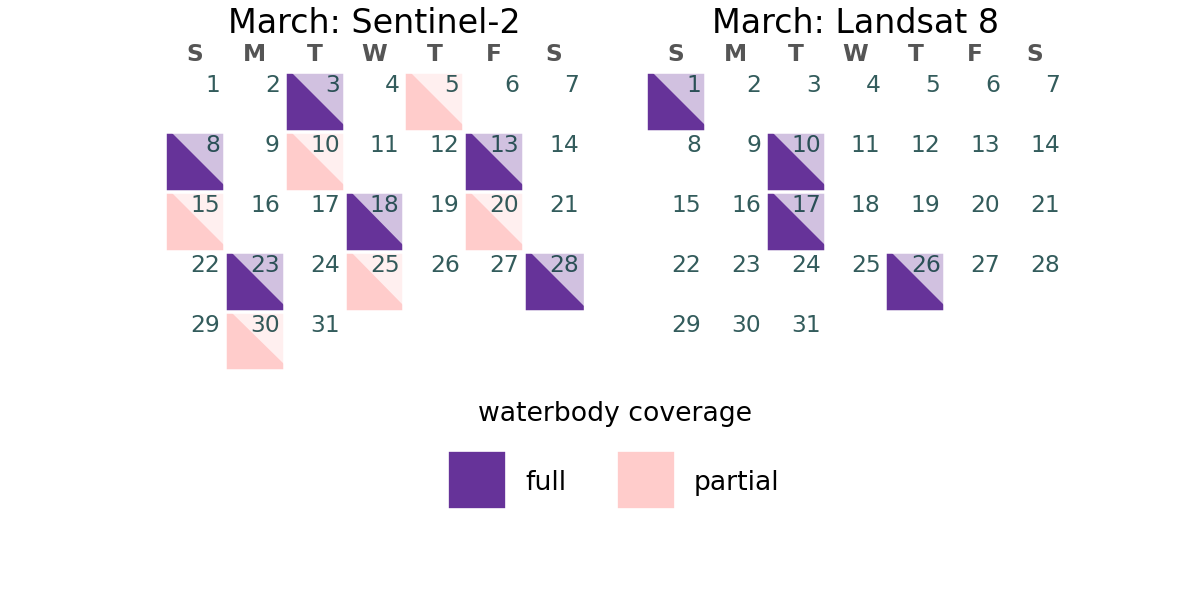 March: Sentinel-2
S M T W T F S
1 2 3 4 5 6 7
8 9 10 11 12 13 14
15 16 17 18 19 20 21
22 23 24 25 26 27 28
29 30 31
March: Landsat 8
S M T W T F S
1 2 3 4 5 6 7
8 9 10 11 12 13 14
15 16 17 18 19 20 21
22 23 24 25 26 27 28
29 30 31
waterbody coverage
full
partial